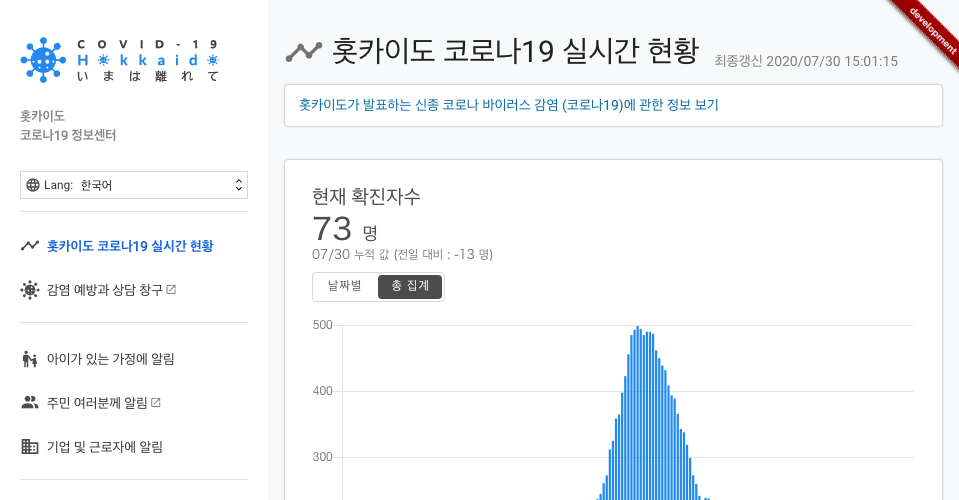 COVID-19
Hokkaido
いまは離れて
홋카이도
코로나19 정보센터
Lang: 한국어
홋카이도 코로나19 실시간 현황
감염 예방과 상담 창구
아이가 있는 가정에 알림
주민 여러분께 알림
기업 및 근로자에 알림
홋카이도 코로나19 실시간 현황
최종갱신 2020/07/30 15:01:15
development
홋카이도가 발표하는 신종 코로나 바이러스 감염 (코로나19)에 관한 정보 보기
현재 확진자수
73 명
07/30 누적 값 (전일 대비 : -13 명)
날짜별 총 집계
500
400
300